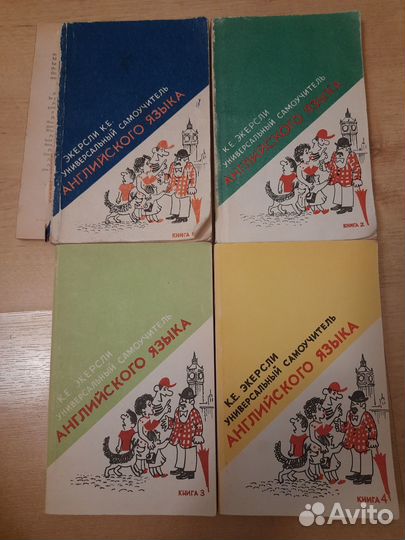 ЭКЕРСЛИ К.Е.
УНИВЕРСАЛЬНЫЙ САМОУЧИТЕЛЬ
АНГЛИЙСКОГО ЯЗЫКА
КНИГА 1
К.Е. ЭКЕРСЛИ
УНИВЕРСАЛЬНЫЙ САМОУЧИТЕЛЬ
АНГЛИЙСКОГО ЯЗЫКА
КНИГА 2
К.Е. ЭКЕРСЛИ
УНИВЕРСАЛЬНЫЙ САМОУЧИТЕЛЬ
АНГЛИЙСКОГО ЯЗЫКА
КНИГА 3
К.Е. ЭКЕРСЛИ
УНИВЕРСАЛЬНЫЙ САМОУЧИТЕЛЬ
АНГЛИЙСКОГО ЯЗЫКА
КНИГА 4
Avito